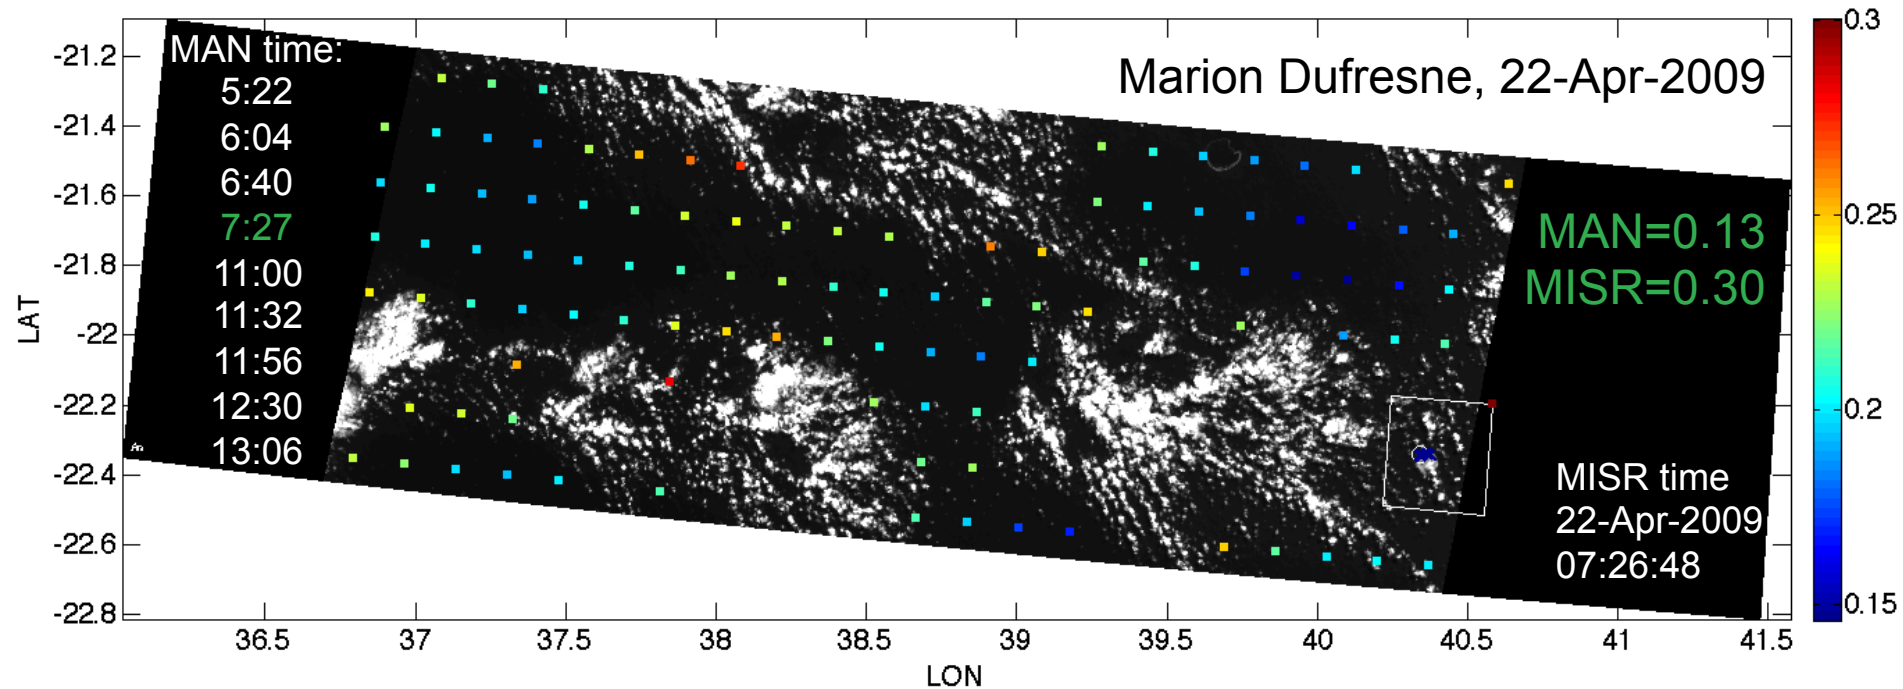 MAN time:
5:22
6:04
6:40
7:27
11:00
11:32
11:56
12:30
13:06
Marion Dufresne, 22-Apr-2009
MAN=0.13
MISR=0.30
MISR time
22-Apr-2009
07:26:48
An
LAT
-21.2
-21.4
-21.6
-21.8
-22
-22.2
-22.4
-22.6
-22.8
36.5 37 37.5 38 38.5 39 39.5 40 40.5 41 41.5
LON
0.3
0.25
0.2
0.15